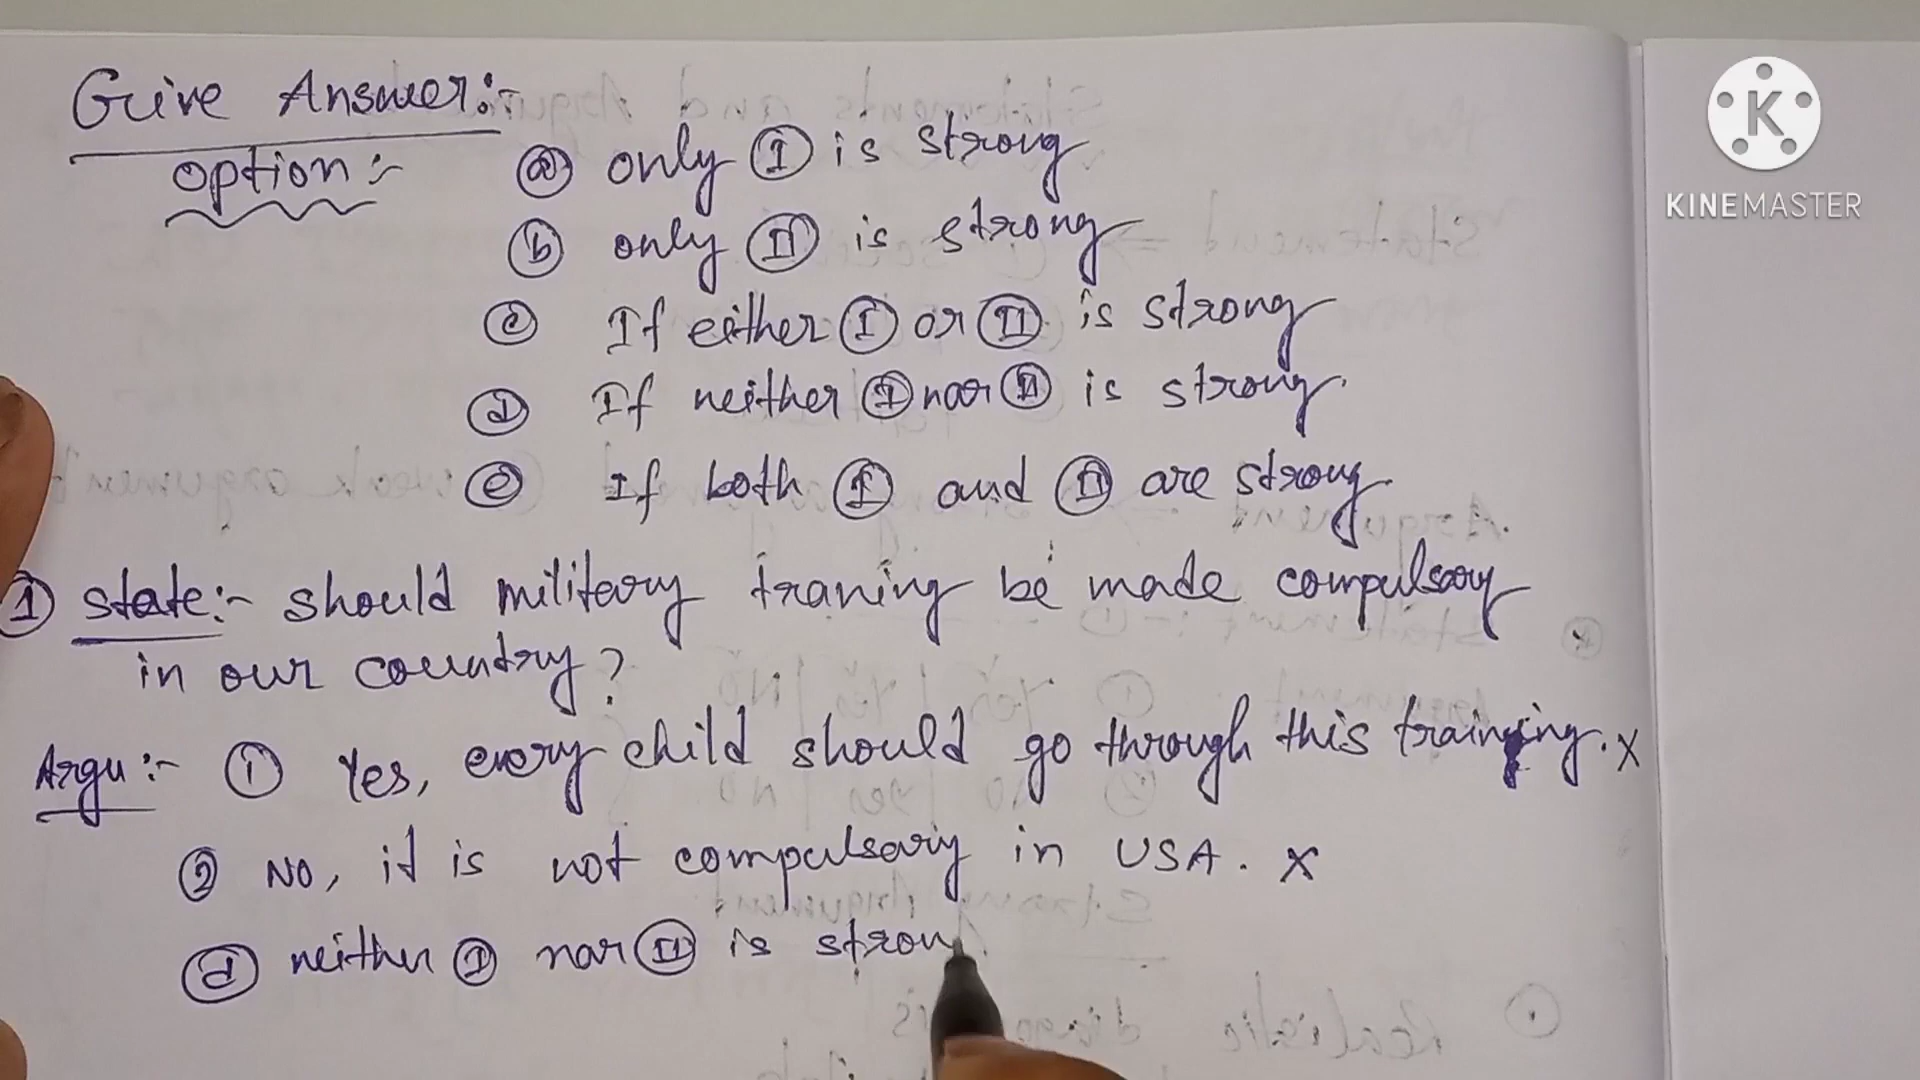 Give Answer:-
option:- (a) only (I) is strong
(b) only (II) is strong
(c) If either (I) or (II) is strong
(d) If neither (I) nor (II) is strong.
(e) If both (I) and (II) are strong.
(1) state:- should military traning be made compulsory
in our country?
Argu:- (1) Yes, every child should go through this training. x
(2) NO, it is not compulsory in USA. x
(d) neither (I) nor (II) is stron
K
KINEMASTER